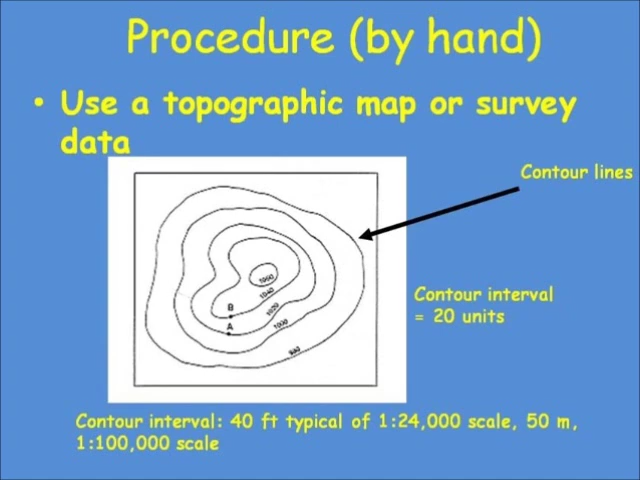 Procedure (by hand)
• Use a topographic map or survey
data
Contour lines
Contour interval
= 20 units
1040
1020
1000
B
A
Contour interval: 40 ft typical of 1:24,000 scale, 50 m,
1:100,000 scale